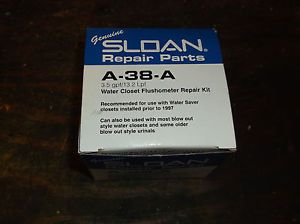 Genuine
SLOAN®
Repair Parts
A-38-A
3.5 gpf/13.2 Lpf
Water Closet Flushometer Repair Kit
Recommended for use with Water Saver
closets installed prior to 1997
Can also be used with most blow out
style water closets and some older
blow out style urinals